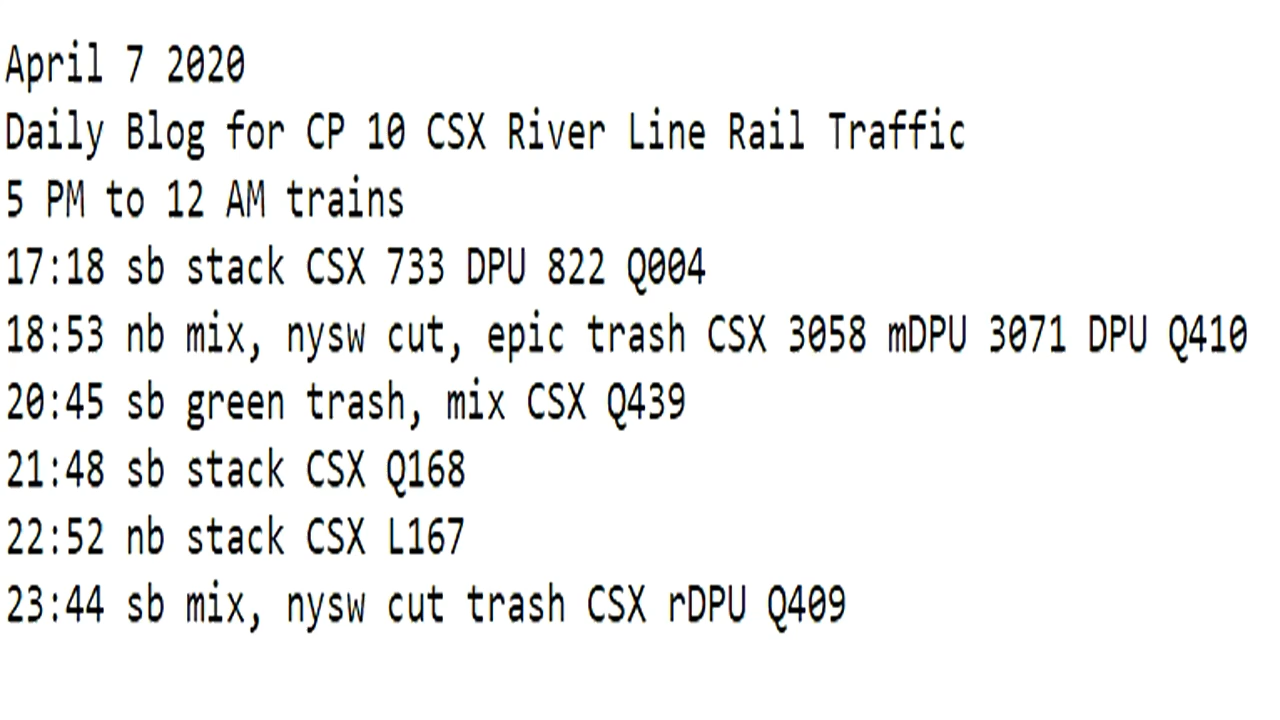 April 7 2020
Daily Blog for CP 10 CSX River Line Rail Traffic
5 PM to 12 AM trains
17:18 sb stack CSX 733 DPU 822 Q004
18:53 nb mix, nysw cut, epic trash CSX 3058 mDPU 3071 DPU Q410
20:45 sb green trash, mix CSX Q439
21:48 sb stack CSX Q168
22:52 nb stack CSX L167
23:44 sb mix, nysw cut trash CSX rDPU Q409